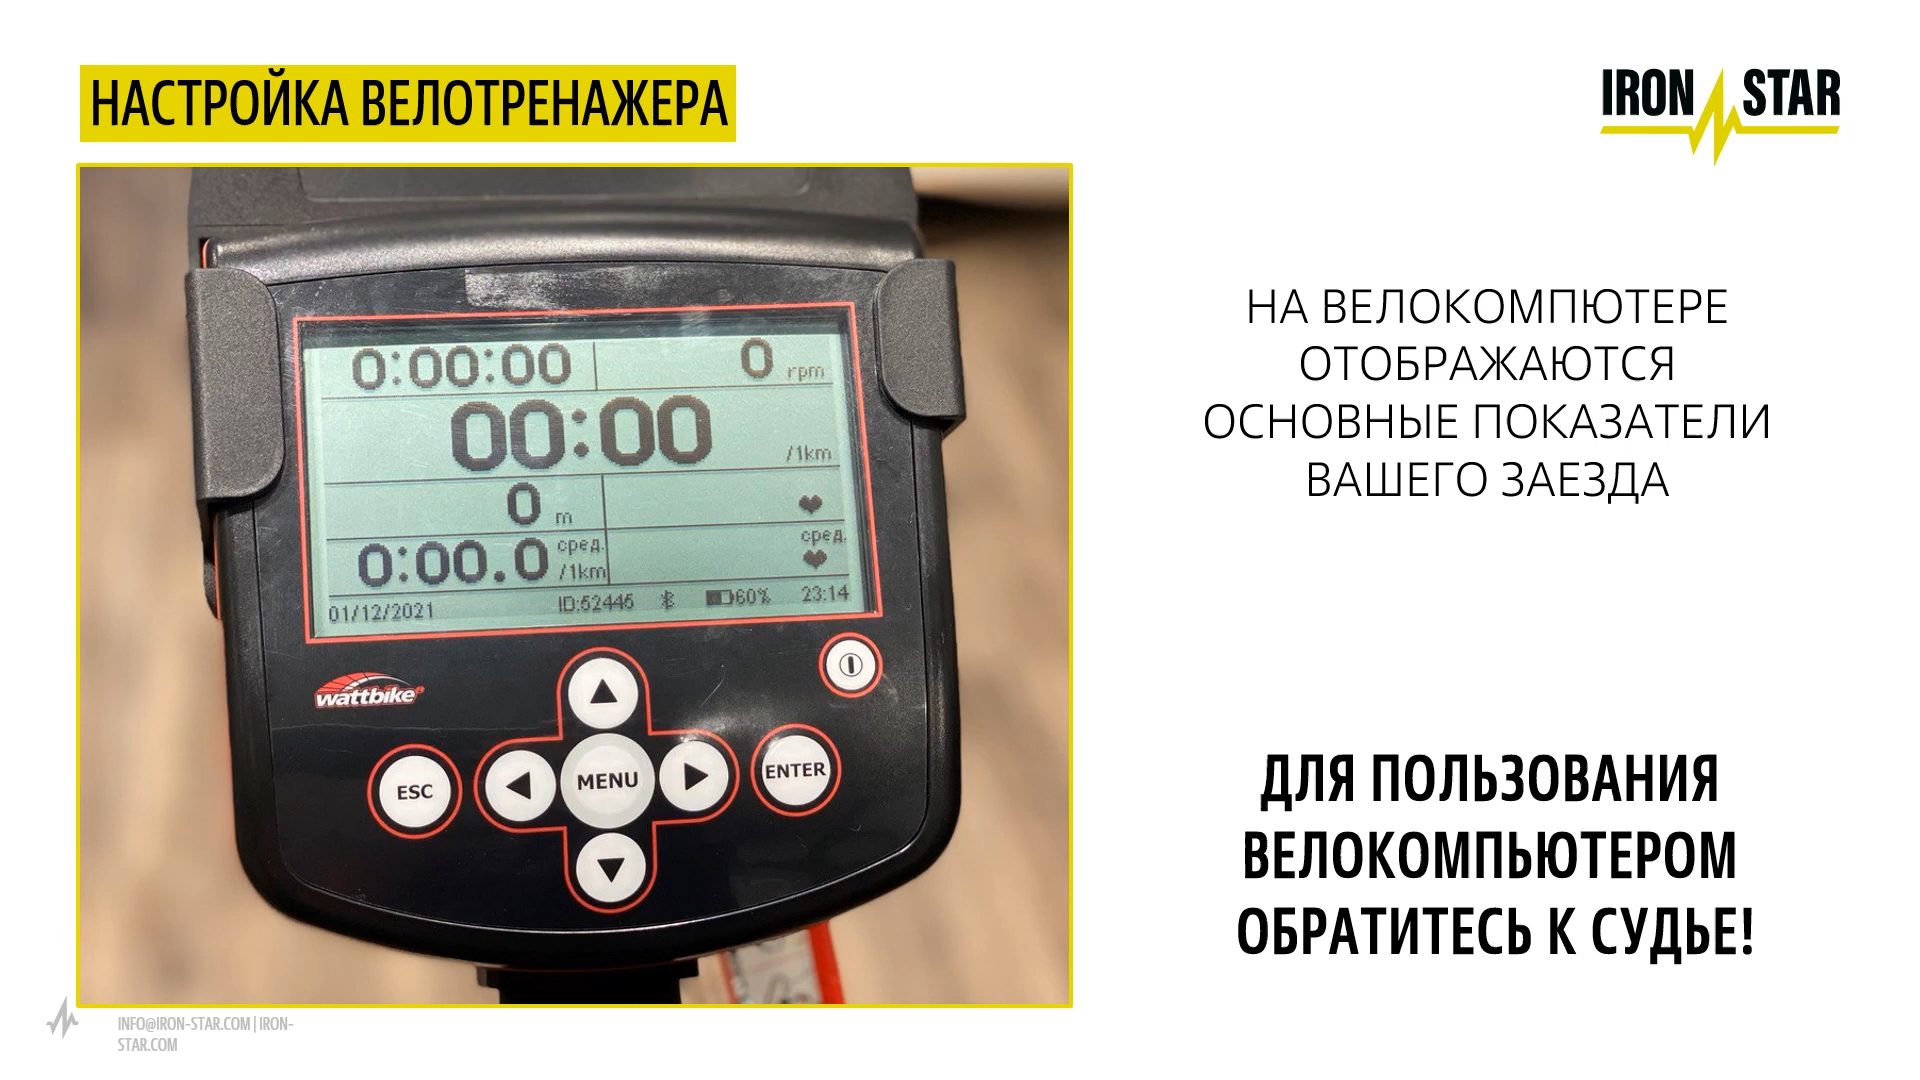 НАСТРОЙКА ВЕЛОТРЕНАЖЕРА
IRON STAR
0:00:00
0 rpm
00:00 /1km
0 m
сред.
0:00.0 сред. /1km
01/12/2021 ID:52445 60% 23:14
wattbike
ESC
MENU
ENTER
НА ВЕЛОКОМПЮТЕРЕ
ОТОБРАЖАЮТСЯ
ОСНОВНЫЕ ПОКАЗАТЕЛИ
ВАШЕГО ЗАЕЗДА
ДЛЯ ПОЛЬЗОВАНИЯ
ВЕЛОКОМПЬЮТЕРОМ
ОБРАТИТЕСЬ К СУДЬЕ!
INFO@IRON-STAR.COM | IRON-
STAR.COM